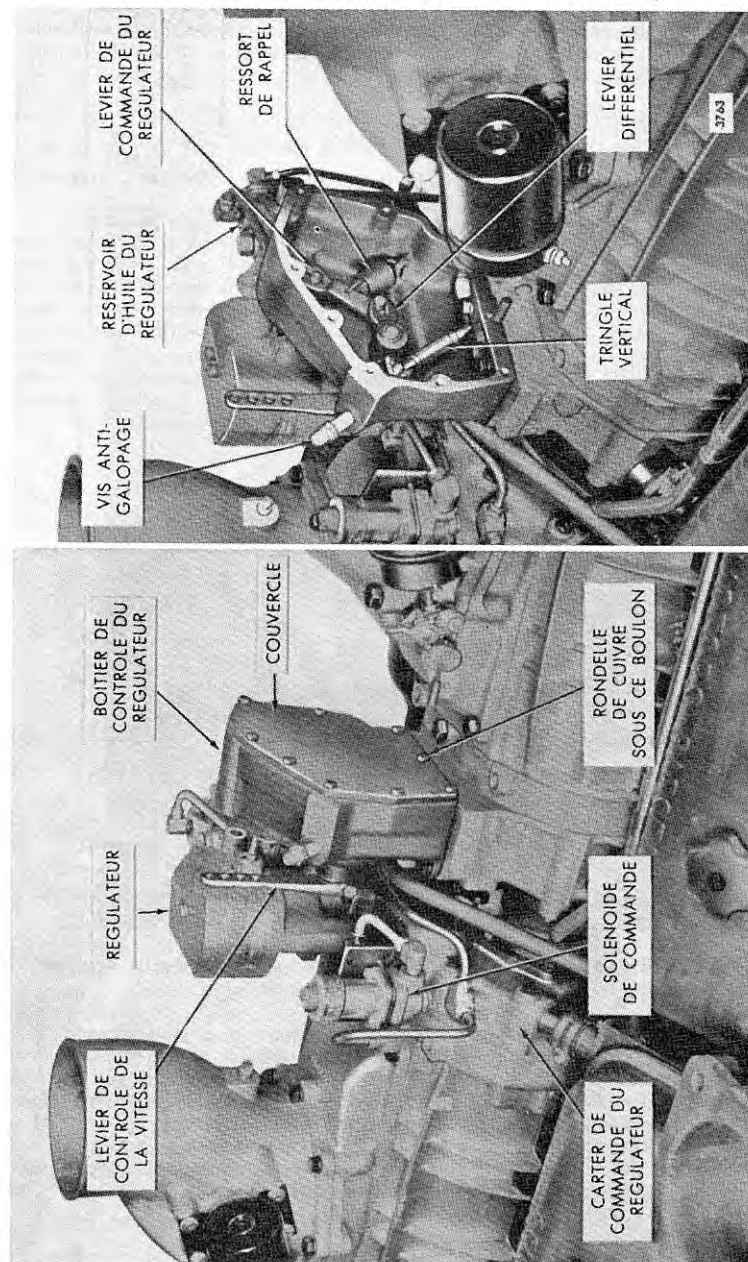 LEVIER DE
CONTROLE DE
LA VITESSE
REGULATEUR
BOITIER DE
CONTROLE DU
REGULATEUR
COUVERCLE
CARTER DE
COMMANDE DU
REGULATEUR
SOLENOIDE
DE COMMANDE
RONDELLE
DE CUIVRE
SOUS CE BOULON
VIS ANTI-
GALOPAGE
RESERVOIR
D'HUILE DU
REGULATEUR
LEVIER DE
COMMANDE DU
REGULATEUR
RESSORT
DE RAPPEL
TRINGLE
VERTICAL
LEVIER
DIFFERENTIEL
3763